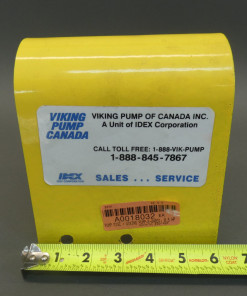 VIKING PUMP OF CANADA INC.
A Unit of IDEX Corporation
VIKING
PUMP
CANADA
CALL TOLL FREE: 1-888-VIK-PUMP
1-888-845-7867
IDEX
SALES . . . SERVICE
A0018032
1 2 3 4 5 6 7